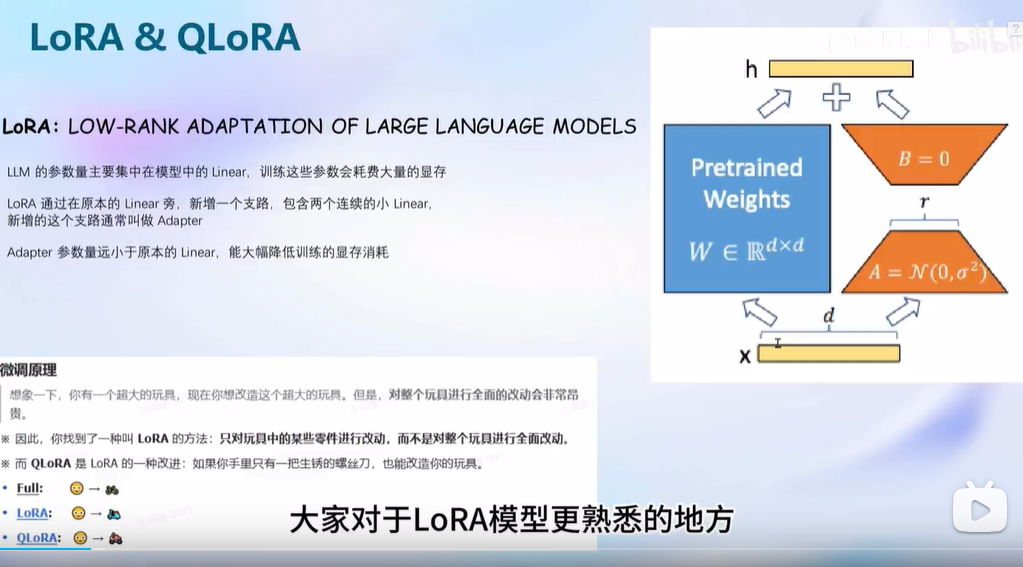 LoRA & QLoRA
LoRA: LOW-RANK ADAPTATION OF LARGE LANGUAGE MODELS
LLM 的参数量主要集中在模型中的 Linear，训练这些参数会耗费大量的显存
LoRA 通过在原本的 Linear 旁，新增一个支路，包含两个连续的小 Linear，
新增的这个支路通常叫做 Adapter
Adapter 参数量远小于原本的 Linear，能大幅降低训练的显存消耗
h
Pretrained
Weights
W ∈ ℝ^{d×d}
B = 0
r
A = 𝒩(0, σ²)
d
x
微调原理
想象一下，你有一个超大的玩具，现在你想改造这个超大的玩具。但是，对整个玩具进行全面的改动会非常昂
贵。
※ 因此，你找到了一种叫 LoRA 的方法：只对玩具中的某些零件进行改动，而不是对整个玩具进行全面改动。
※ 而 QLoRA 是 LoRA 的一种改进：如果你手里只有一把生锈的螺丝刀，也能改造你的玩具。
• Full: 😳 → 🏍
• LoRA: 😳 → 🛵
• QLoRA: 😳 → 🏍
大家对于LoRA模型更熟悉的地方
bilibili